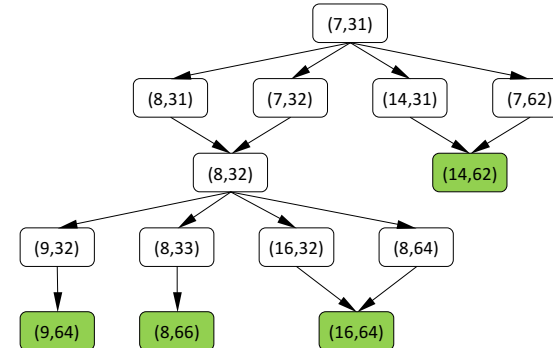 (7,31)
(8,31) (7,32) (14,31) (7,62)
(8,32) (14,62)
(9,32) (8,33) (16,32) (8,64)
(9,64) (8,66) (16,64)